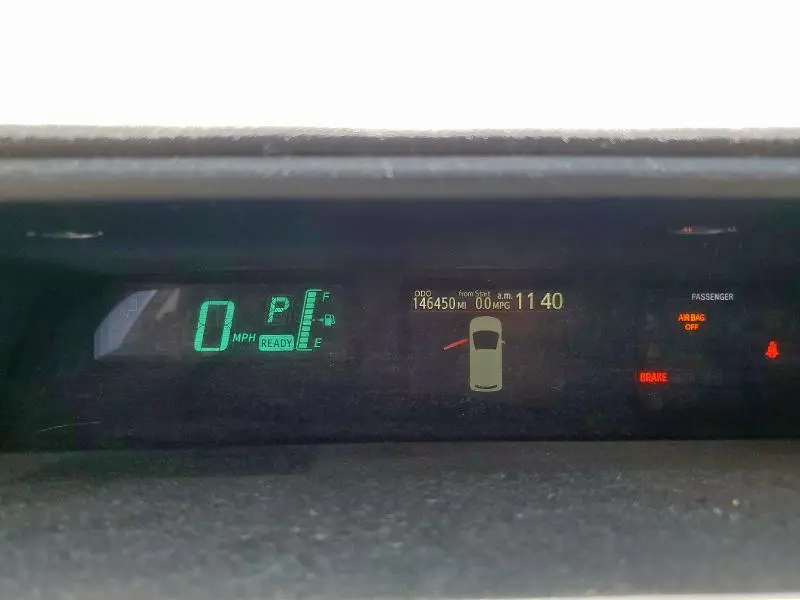 0 MPH
P
READY
F
E
ODO
146450 MI
from Start
0.0 MPG
a.m. 11 40
PASSENGER
AIR BAG
OFF
BRAKE